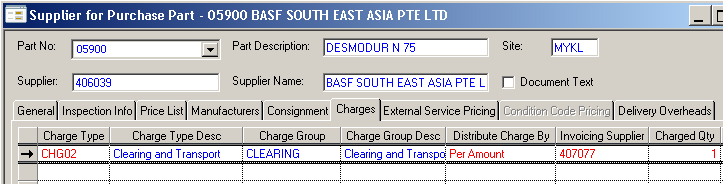 Supplier for Purchase Part - 05900 BASF SOUTH EAST ASIA PTE LTD
Part No: 05900 Part Description: DESMODUR N 75 Site: MYKL
Supplier: 406039 Supplier Name: BASF SOUTH EAST ASIA PTE L Document Text
General Inspection Info Price List Manufacturers Consignment Charges External Service Pricing Condition Code Pricing Delivery Overheads
Charge Type Charge Type Desc Charge Group Charge Group Desc Distribute Charge By Invoicing Supplier Charged Qty
CHG02 Clearing and Transport CLEARING Clearing and Transpo Per Amount 407077 1